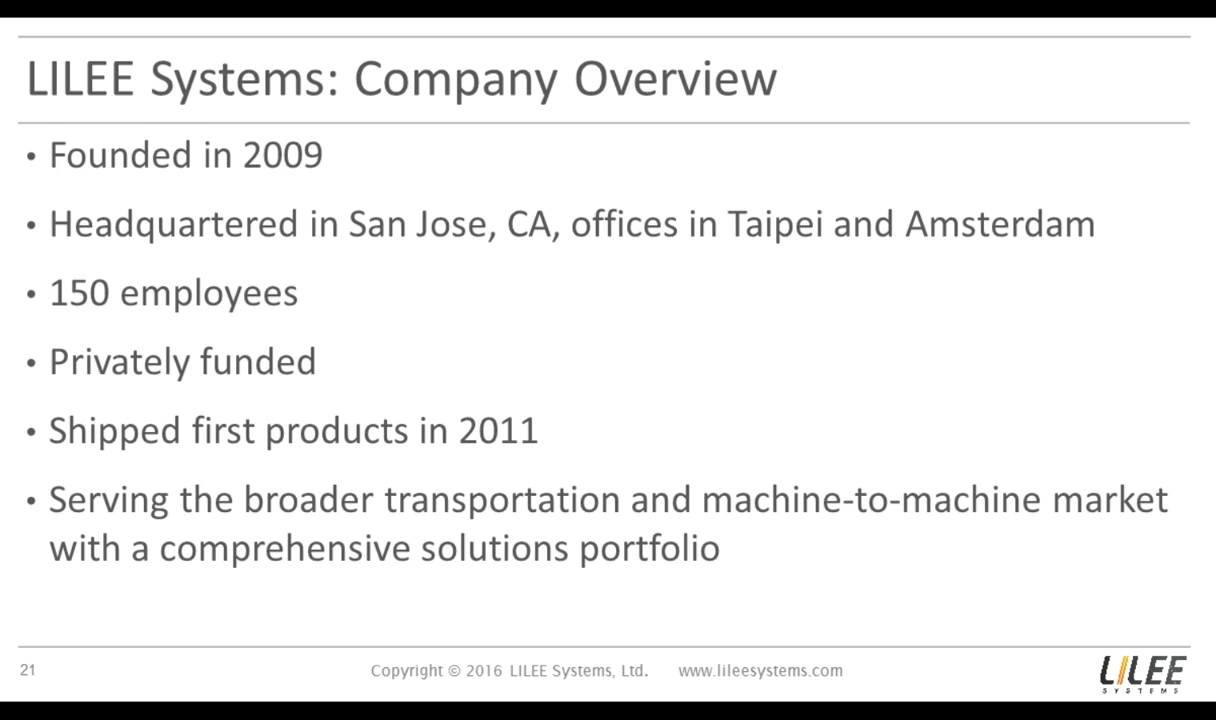 LILEE Systems: Company Overview
• Founded in 2009
• Headquartered in San Jose, CA, offices in Taipei and Amsterdam
• 150 employees
• Privately funded
• Shipped first products in 2011
• Serving the broader transportation and machine-to-machine market
with a comprehensive solutions portfolio
21
Copyright © 2016 LILEE Systems, Ltd. www.lileesystems.com
LILEE
SYSTEMS